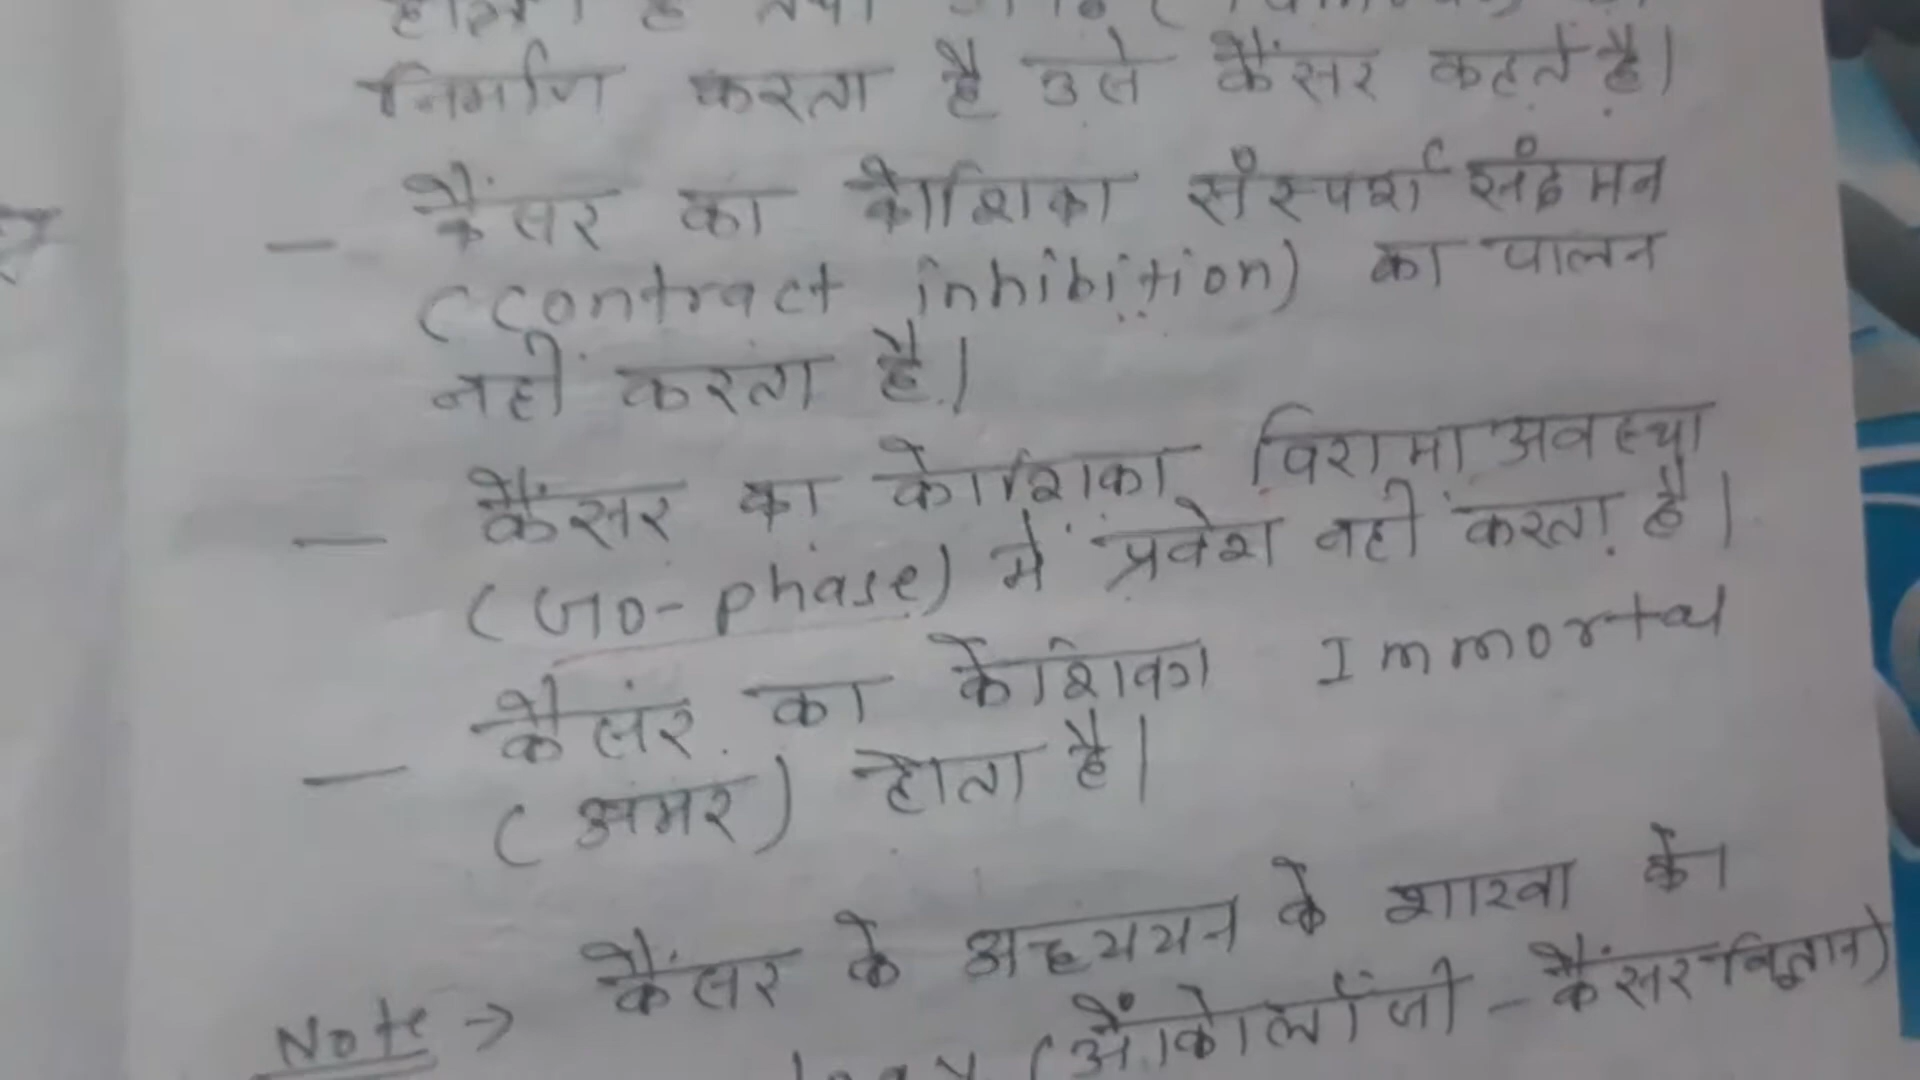 निर्माण करता है उसे कैंसर कहते है।
— कैंसर का कोशिका संस्पर्श संदमन
(contract inhibition) का पालन
नहीं करता है।
— कैंसर का कोशिका विरामा अवस्था
(G0-phase) में प्रवेश नहीं करता है।
— कैंसर का कोशिका Immortal
(अमर) होता है।
Note → कैंसर के अध्ययन के शाखा को
logy (ऑंकोलॉजी - कैंसर विज्ञान)